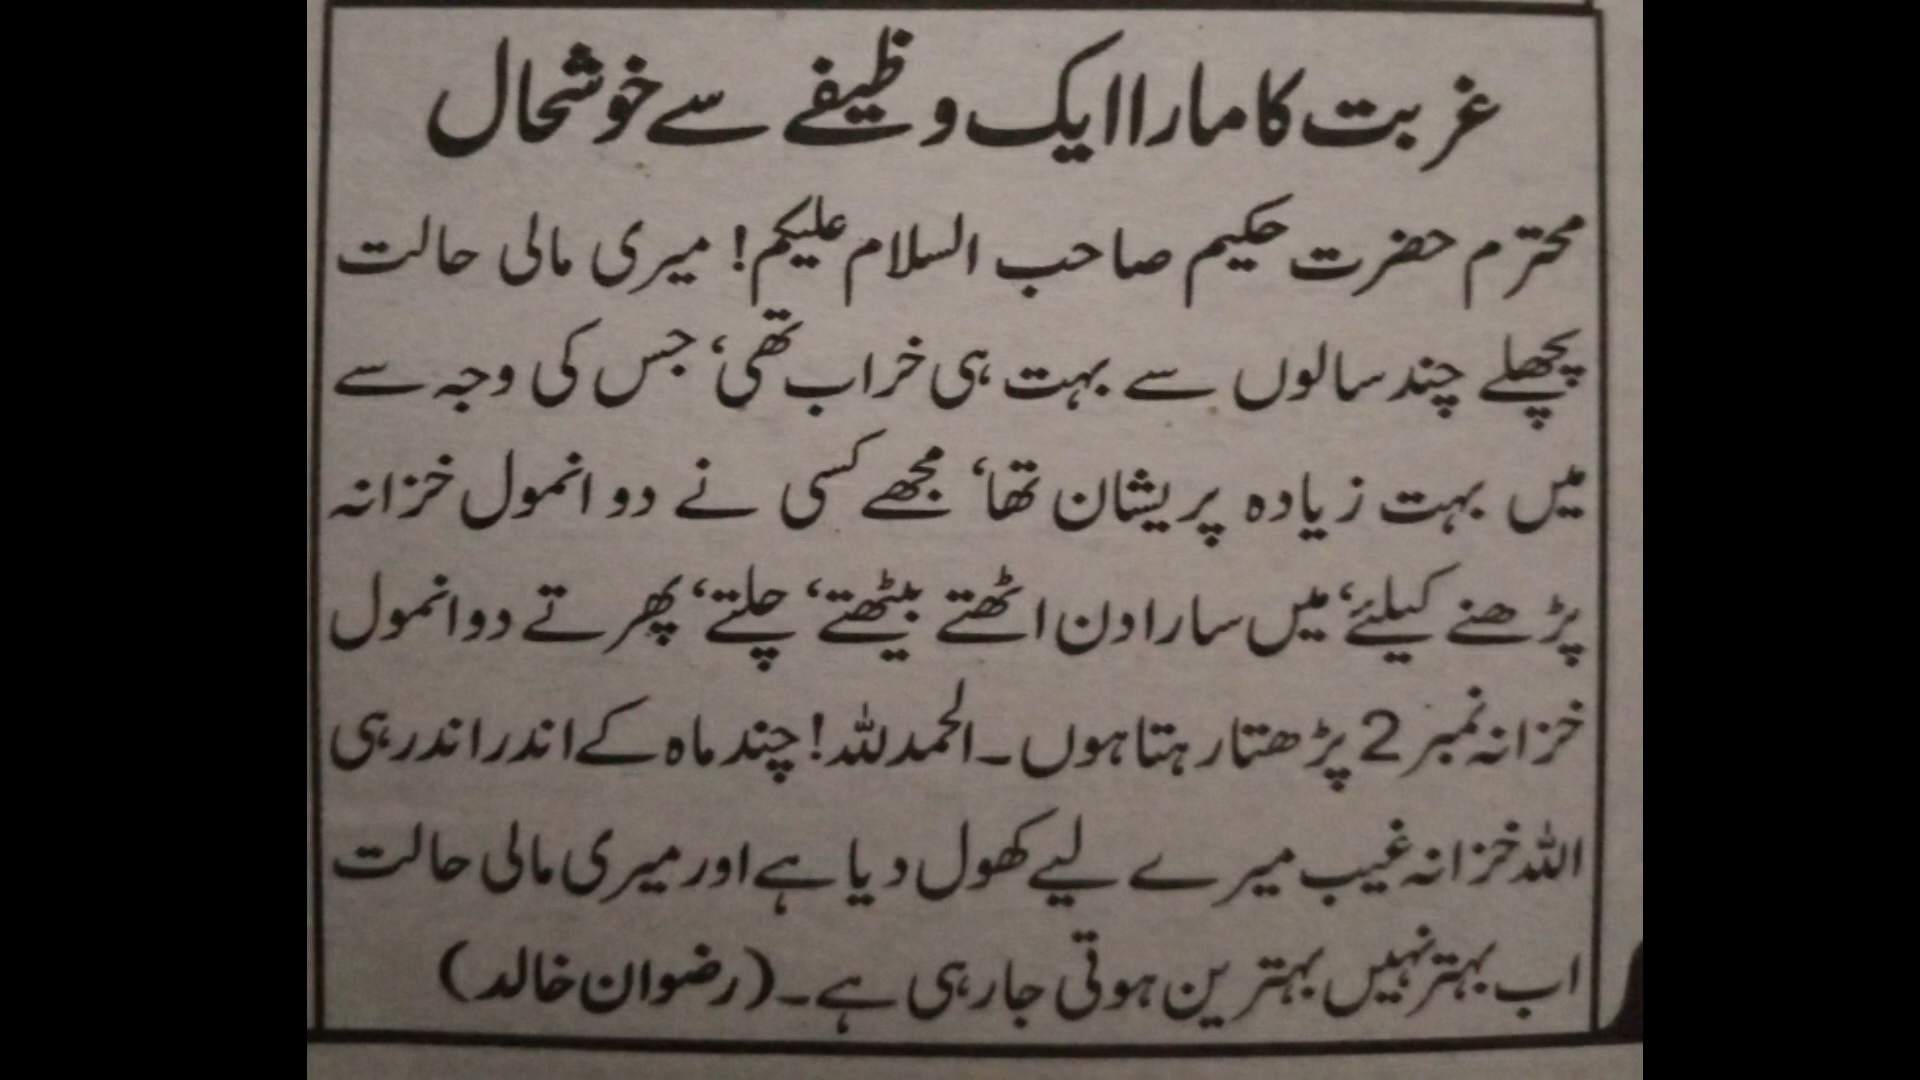 غربت کا مارا ایک وظیفے سے خوشحال
محترم حضرت حکیم صاحب السلام علیکم! میری مالی حالت
پچھلے چند سالوں سے بہت ہی خراب تھی‘ جس کی وجہ سے
میں بہت زیادہ پریشان تھا‘ مجھے کسی نے دو انمول خزانہ
پڑھنے کیلئے‘ میں سارا دن اٹھتے بیٹھتے‘ چلتے‘ پھرتے دو انمول
خزانہ نمبر 2 پڑھتا رہتا ہوں۔ الحمدللہ! چند ماہ کے اندر اندر ہی
اللہ خزانہ غیب میرے لیے کھول دیا ہے اور میری مالی حالت
اب بہتر نہیں بہترین ہوتی جارہی ہے۔ (رضوان خالد)